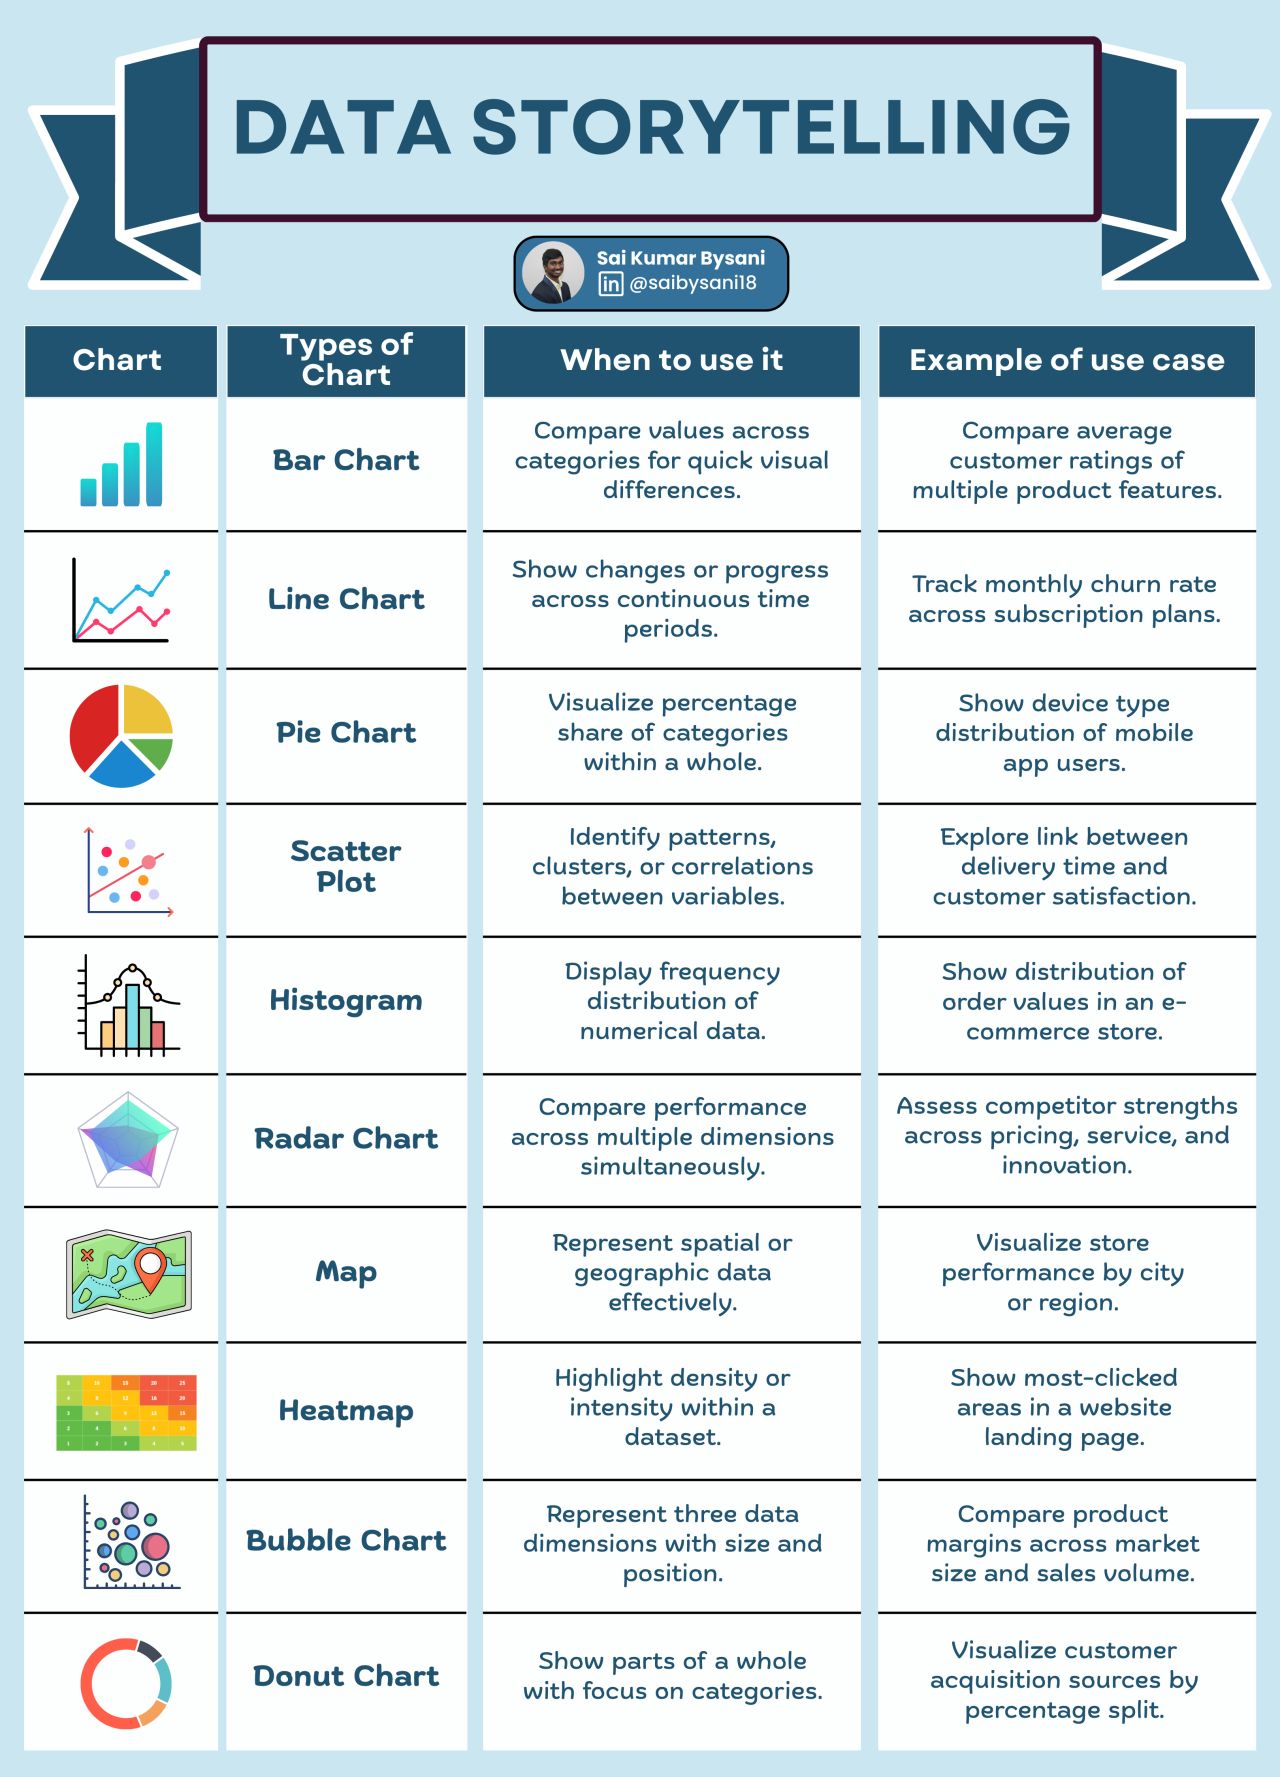 DATA STORYTELLING
Sai Kumar Bysani
in @saibysani18
Chart
Types of
Chart
When to use it
Example of use case
Bar Chart
Compare values across
categories for quick visual
differences.
Compare average
customer ratings of
multiple product features.
Line Chart
Show changes or progress
across continuous time
periods.
Track monthly churn rate
across subscription plans.
Pie Chart
Visualize percentage
share of categories
within a whole.
Show device type
distribution of mobile
app users.
Scatter
Plot
Identify patterns,
clusters, or correlations
between variables.
Explore link between
delivery time and
customer satisfaction.
Histogram
Display frequency
distribution of
numerical data.
Show distribution of
order values in an e-
commerce store.
Radar Chart
Compare performance
across multiple dimensions
simultaneously.
Assess competitor strengths
across pricing, service, and
innovation.
Map
Represent spatial or
geographic data
effectively.
Visualize store
performance by city
or region.
Heatmap
Highlight density or
intensity within a
dataset.
Show most-clicked
areas in a website
landing page.
Bubble Chart
Represent three data
dimensions with size and
position.
Compare product
margins across market
size and sales volume.
Donut Chart
Show parts of a whole
with focus on categories.
Visualize customer
acquisition sources by
percentage split.